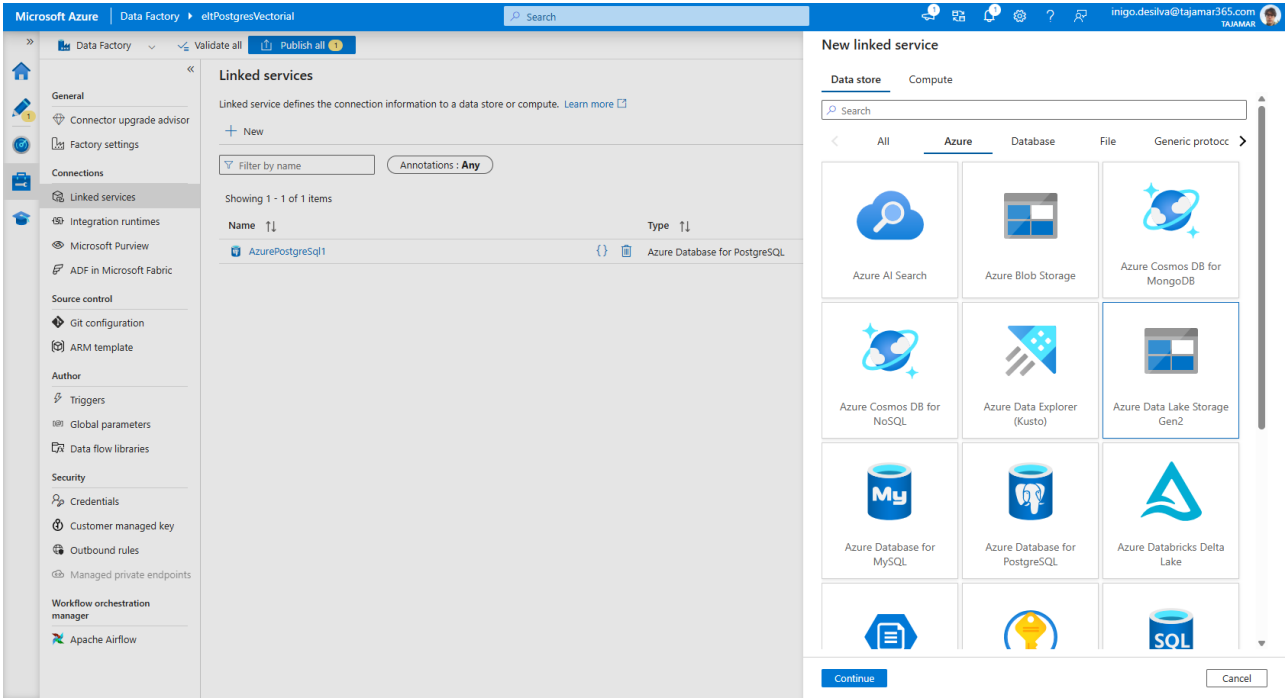 Microsoft Azure
Data Factory
eltPostgresVectorial
Search
1
1
inigo.desilva@tajamar365.com
TAJAMAR
Data Factory
Validate all
Publish all 1
1
General
Connector upgrade advisor
Factory settings
Connections
Linked services
Integration runtimes
Microsoft Purview
ADF in Microsoft Fabric
Source control
Git configuration
ARM template
Author
Triggers
Global parameters
Data flow libraries
Security
Credentials
Customer managed key
Outbound rules
Managed private endpoints
Workflow orchestration
manager
Apache Airflow
Linked services
Linked service defines the connection information to a data store or compute. Learn more
New
Filter by name
Annotations : Any
Showing 1 - 1 of 1 items
Name
Type
AzurePostgreSql1
{}
Azure Database for PostgreSQL
New linked service
Data store
Compute
Search
All
Azure
Database
File
Generic protocc
Azure AI Search
Azure Blob Storage
Azure Cosmos DB for
MongoDB
Azure Cosmos DB for
NoSQL
Azure Data Explorer
(Kusto)
Azure Data Lake Storage
Gen2
My
Azure Database for
MySQL
Azure Database for
PostgreSQL
Azure Databricks Delta
Lake
SQL
Continue
Cancel